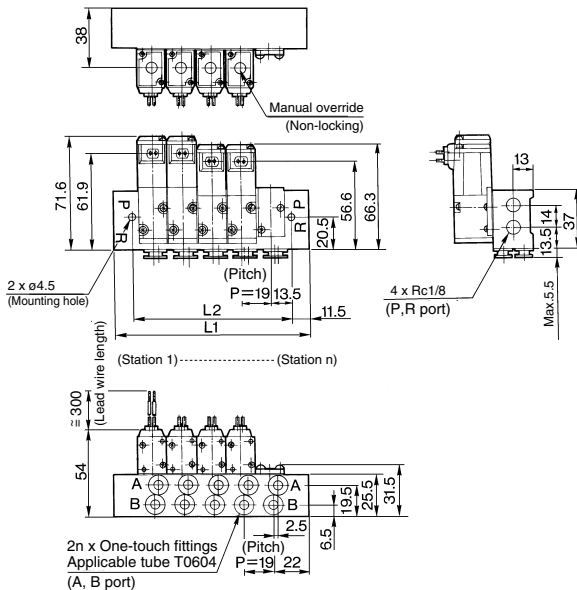 38
Manual override
(Non-locking)
71.6
61.9
P
R
P
R
20.5
56.6
66.3
13
14
13.5
37
Max.5.5
2 x ø4.5
(Mounting hole)
(Pitch)
P=19
13.5
L2
11.5
L1
4 x Rc1/8
(P,R port)
(Station 1)
(Station n)
≈ 300
(Lead wire length)
54
A
A
B
B
19.5
25.5
31.5
6.5
2.5
2n x One-touch fittings
Applicable tube T0604
(A, B port)
(Pitch)
P=19
22